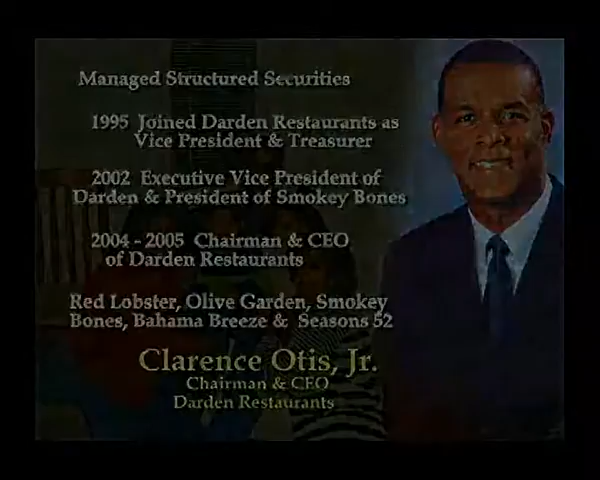 Managed Structured Securities
1995 Joined Darden Restaurants as
Vice President & Treasurer
2002 Executive Vice President of
Darden & President of Smokey Bones
2004 - 2005 Chairman & CEO
of Darden Restaurants
Red Lobster, Olive Garden, Smokey
Bones, Bahama Breeze & Seasons 52
Clarence Otis, Jr.
Chairman & CEO
Darden Restaurants